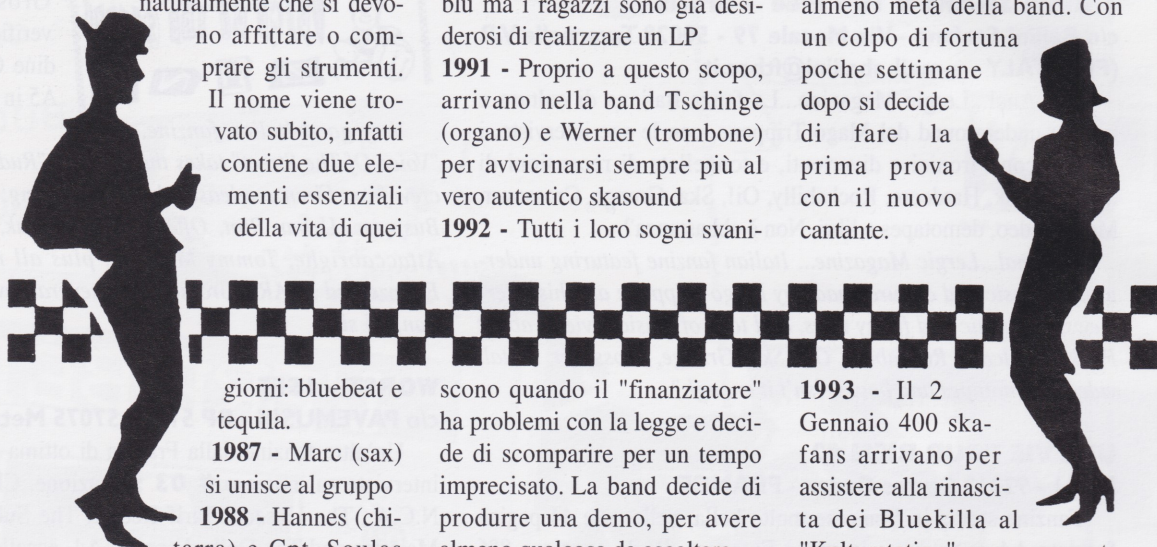 naturalmente che si devo-
no affittare o com-
prare gli strumenti.
Il nome viene tro-
vato subito, infatti
contiene due ele-
menti essenziali
della vita di quei
giorni: bluebeat &
tequila.
1987 - Marc (sax)
si unisce al gruppo
1988 - Hannes (chi-
blu ma i ragazzi sono già desi-
derosi di realizzare un LP
1991 - Proprio a questo scopo,
arrivano nella band Tschinge
(organo) e Werner (trombone)
per avvicinarsi sempre più al
vero autentico skasound
1992 - Tutti i loro sogni svani-
scono quando il "finanziatore"
ha problemi con la legge e deci-
de di scomparire per un tempo
imprecisato. La band decide di
produrre una demo, per avere
almeno metà della band. Con
un colpo di fortuna
poche settimane
dopo si decide
di fare la
prima prova
con il nuovo
cantante.
1993 - Il 2
Gennaio 400 ska-
fans arrivano per
assistere alla rinasci-
ta dei Bluekilla al